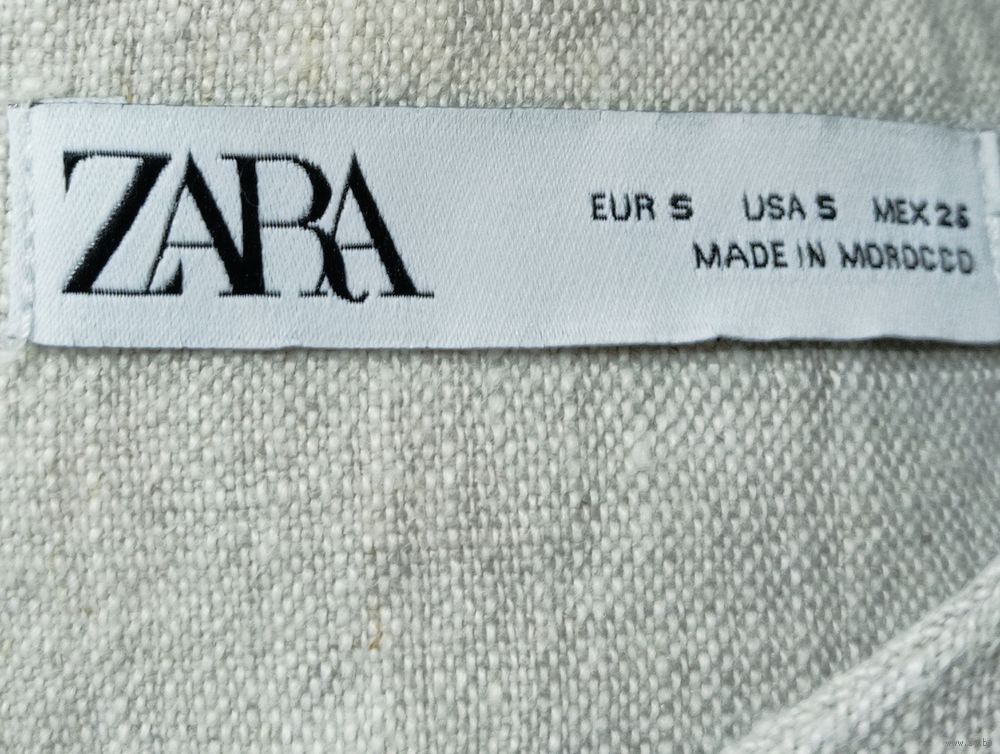 ZARA
EUR S USA S MEX 26
MADE IN MOROCCO